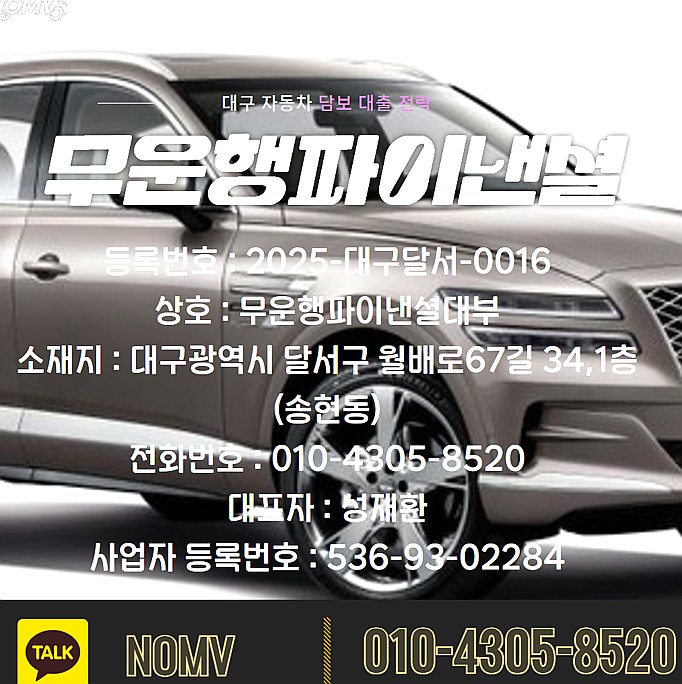 NOMV
대구 자동차 담보 대출 전략
무운행파이낸셜
등록번호 : 2025-대구달서-0016
상호 : 무운행파이낸셜대부
소재지 : 대구광역시 달서구 월배로67길 34,1층
(송현동)
전화번호 : 010-4305-8520
대표자 : 성재환
사업자 등록번호 : 536-93-02284
TALK NOMV 010-4305-8520